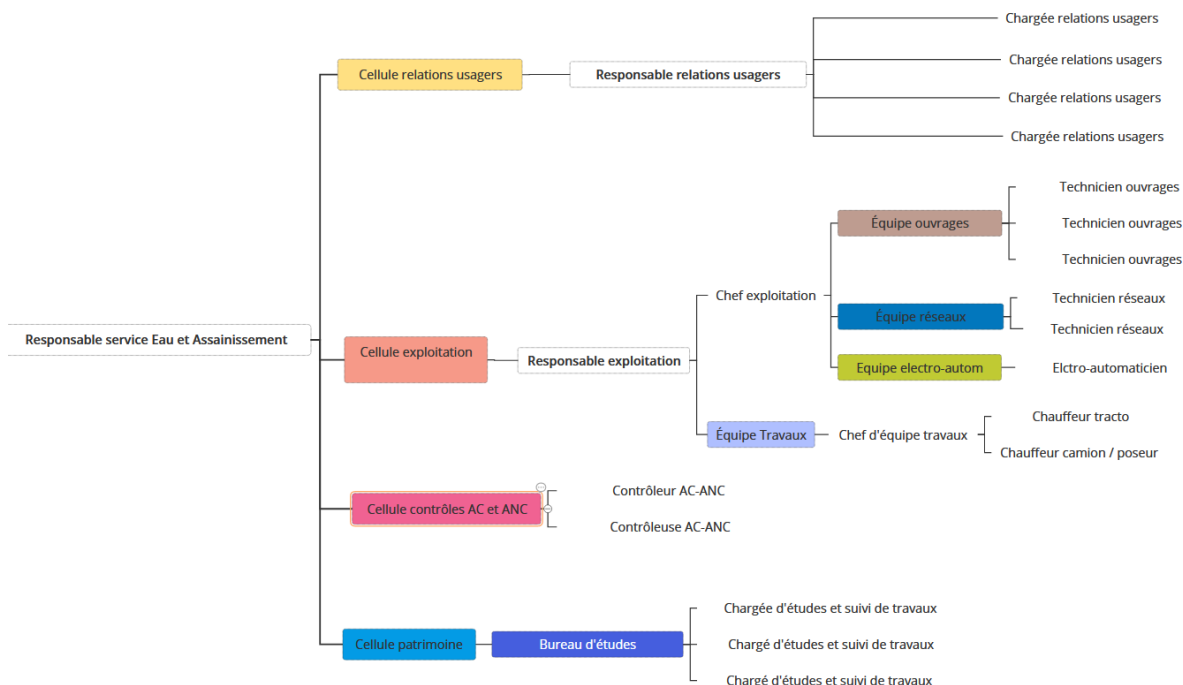 Chargée relations usagers
Chargée relations usagers
Cellule relations usagers
Responsable relations usagers
Chargée relations usagers
Chargée relations usagers
Technicien ouvrages
Équipe ouvrages
Technicien ouvrages
Technicien ouvrages
Chef exploitation
Technicien réseaux
Équipe réseaux
Technicien réseaux
Responsable service Eau et Assainissement
Cellule exploitation
Responsable exploitation
Equipe electro-autom
Elctro-automaticien
Équipe Travaux
Chef d'équipe travaux
Chauffeur tracto
Chauffeur camion / poseur
Contrôleur AC-ANC
Cellule contrôles AC et ANC
Contrôleuse AC-ANC
Chargée d'études et suivi de travaux
Cellule patrimoine
Bureau d'études
Chargé d'études et suivi de travaux
Chargé d'études et suivi de travaux